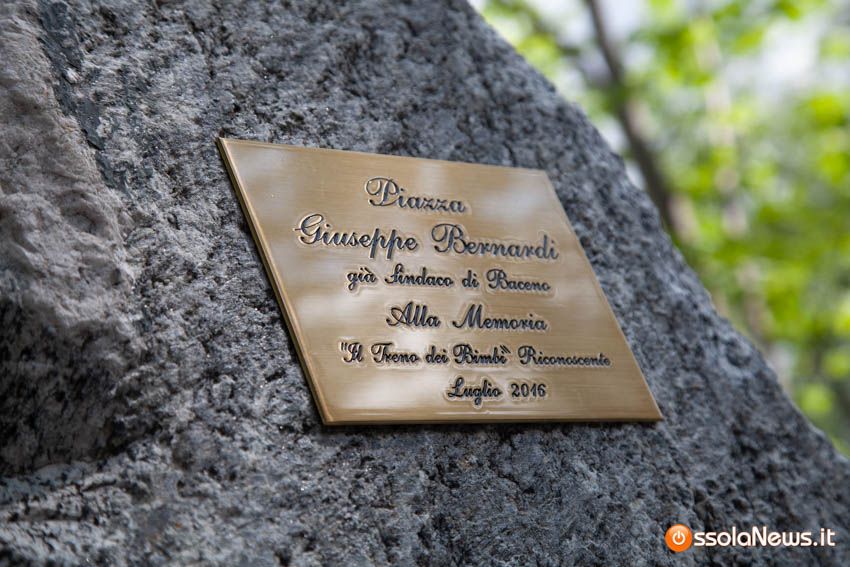 Piazza
Giuseppe Bernardi
già Sindaco di Baceno
Alla Memoria
"Il Treno dei Bimbi" Riconoscente
Luglio 2016
OssolaNews.it